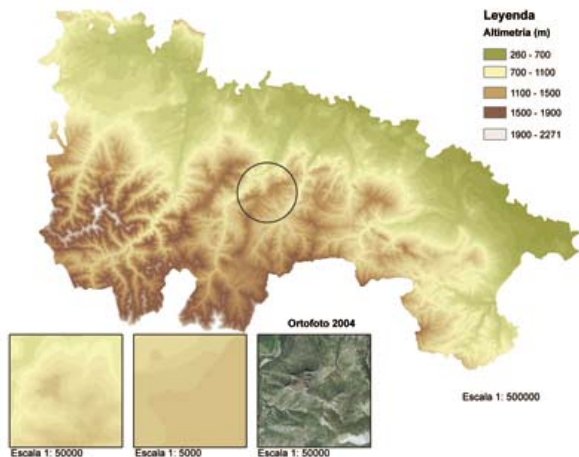 Leyenda
Altimetria (m)
260 - 700
700 - 1100
1100 - 1500
1500 - 1900
1900 - 2271
Ortofoto 2004
Escala 1: 500000
Escala 1: 50000
Escala 1: 5000
Escala 1: 50000